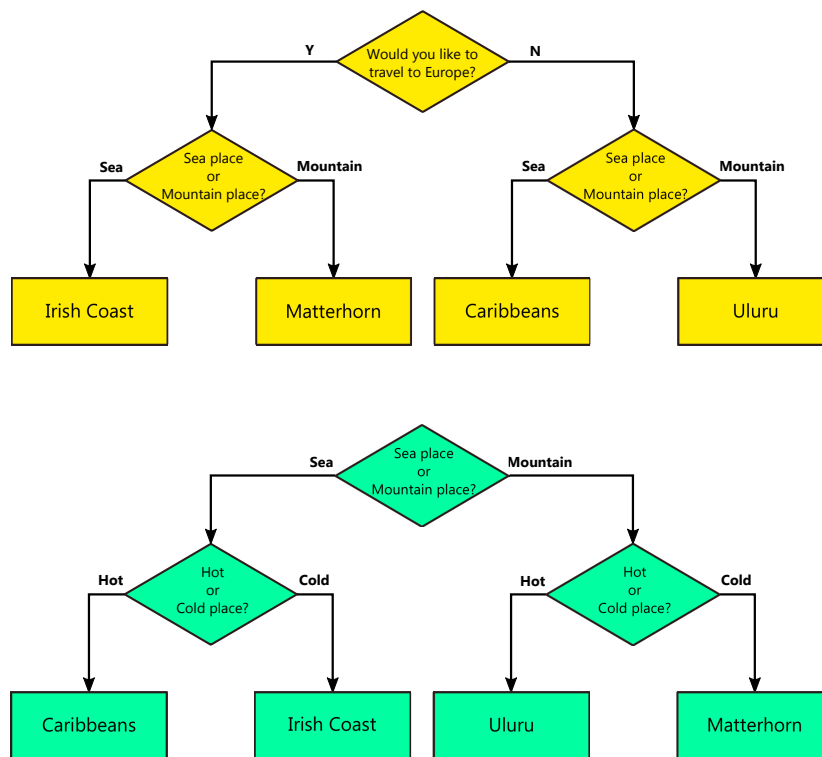 Y
Would you like to
travel to Europe?
N
Sea
Sea place
or
Mountain place?
Mountain
Sea
Sea place
or
Mountain place?
Mountain
Irish Coast
Matterhorn
Caribbeans
Uluru
Sea
Sea place
or
Mountain place?
Mountain
Hot
Hot
or
Cold place?
Cold
Hot
Hot
or
Cold place?
Cold
Caribbeans
Irish Coast
Uluru
Matterhorn